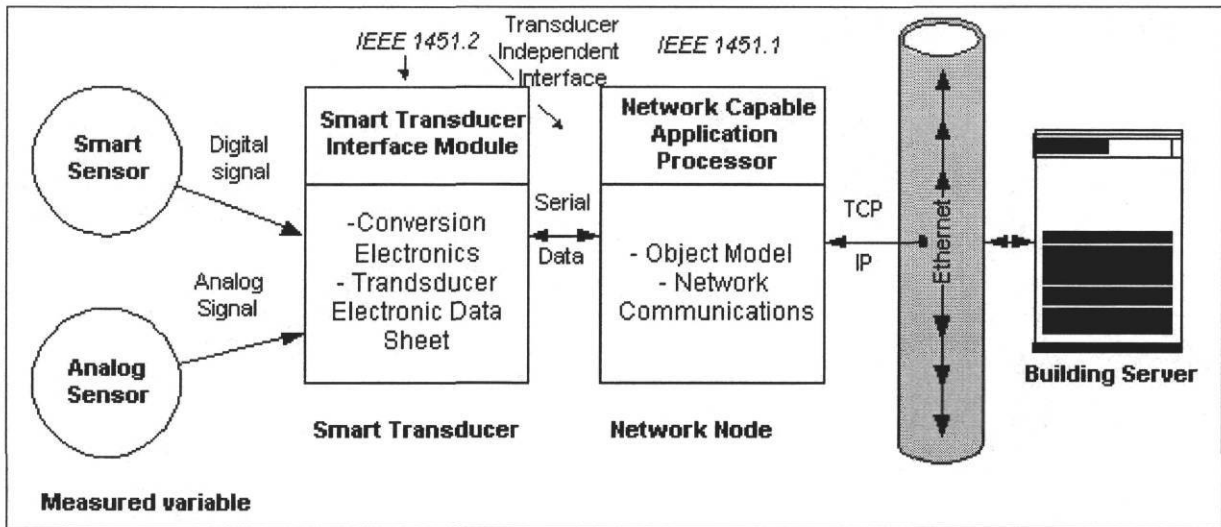 IEEE 1451.2
Transducer
Independent
Interface
IEEE 1451.1
Smart
Sensor
Digital
signal
Smart Transducer
Interface Module
Network Capable
Application
Processor
-Conversion
Electronics
- Trandsducer
Electronic Data
Sheet
Serial
Data
- Object Model
- Network
Communications
TCP
IP
Ethernet
Analog
Signal
Analog
Sensor
Building Server
Smart Transducer
Network Node
Measured variable